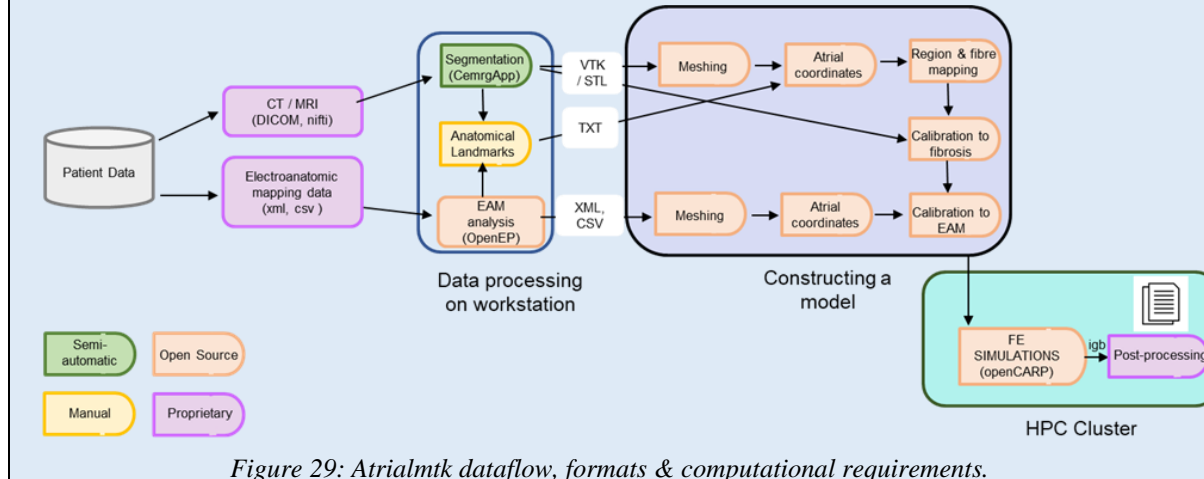 Patient Data
CT / MRI
(DICOM, nifti)
Electroanatomic
mapping data
(xml, csv )
Segmentation
(CemrgApp)
Anatomical
Landmarks
EAM
analysis
(OpenEP)
Data processing
on workstation
VTK
/ STL
TXT
XML,
CSV
Meshing
Atrial
coordinates
Region & fibre
mapping
Calibration to
fibrosis
Meshing
Atrial
coordinates
Calibration to
EAM
Constructing a
model
FE
SIMULATIONS
(openCARP)
igb
Post-processing
HPC Cluster
Semi-
automatic
Open Source
Manual
Proprietary
Figure 29: Atrialmtk dataflow, formats & computational requirements.